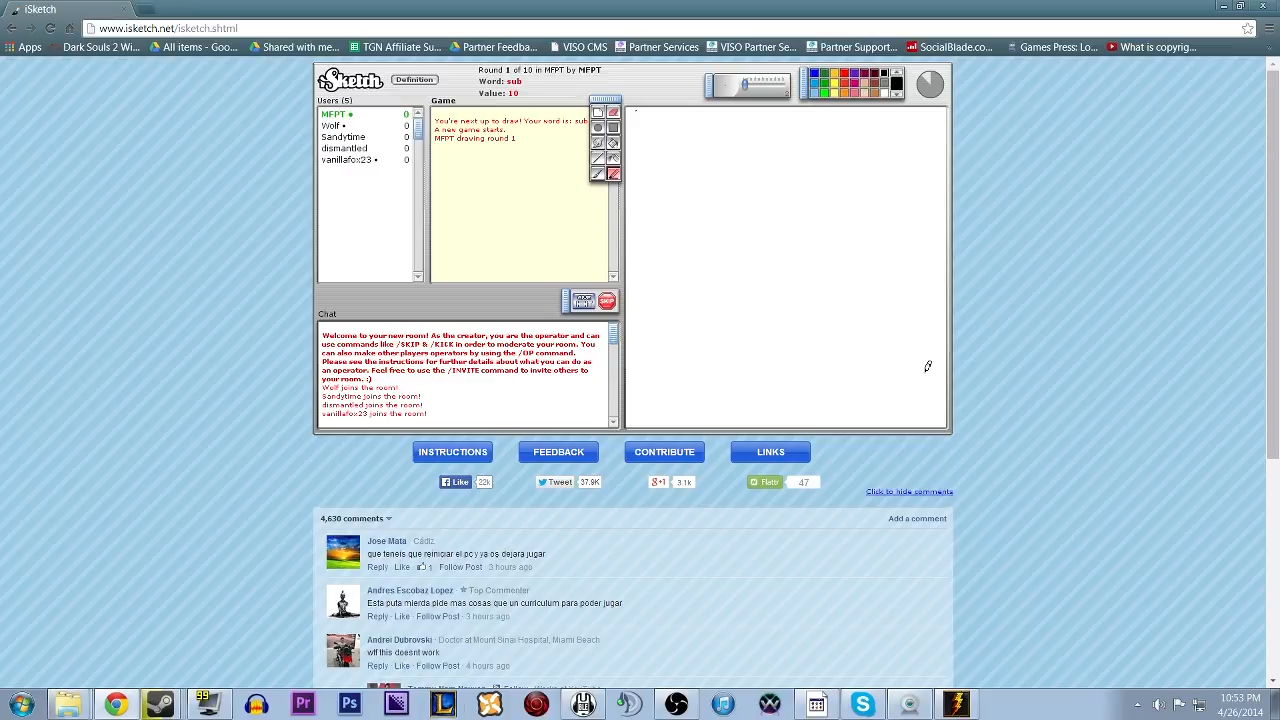 iSketch
www.isketch.net/isketch.shtml
Apps
Dark Souls 2 Wi...
All items - Goo...
Shared with me...
TGN Affiliate Su...
Partner Feedba...
VISO CMS
Partner Services
VISO Partner Se...
Partner Support...
SocialBlade.co...
Games Press: Lo...
What is copyrig...
iSketch
Definition
Round 1 of 10 in MFPT by MFPT
Word: sub
Value: 10
Users (5)
Game
MFPT • 0
Wolf • 0
Sandytime 0
dismantled 0
vanillafox23 • 0
You're next up to draw! Your word is: sub
A new game starts.
MFPT drawing round 1
SKIP
Chat
Welcome to your new room! As the creator, you are the operator and can
use commands like /SKIP & /KICK in order to moderate your room. You
can also make other players operators by using the /OP command.
Please see the instructions for further details about what you can do as
an operator. Feel free to use the /INVITE command to invite others to
your room. :)
Wolf joins the room!
Sandytime joins the room!
dismantled joins the room!
vanillafox23 joins the room!
INSTRUCTIONS
FEEDBACK
CONTRIBUTE
LINKS
Like 22k
Tweet 37.9K
g+1 3.1k
Flattr 47
Click to hide comments
4,630 comments
Add a comment
Jose Mata · Cádiz
que teneis que reiniciar el pc y ya os dejara jugar
Reply · Like · 1 · Follow Post · 3 hours ago
Andres Escobaz Lopez · Top Commenter
Esta puta mierda pide mas cosas que un curriculum para poder jugar
Reply · Like · Follow Post · 3 hours ago
Andrei Dubrovski · Doctor at Mount Sinai Hospital, Miami Beach
wtf this doesnt work
Reply · Like · Follow Post · 4 hours ago
99
Pr
Ps
10:53 PM
4/26/2014